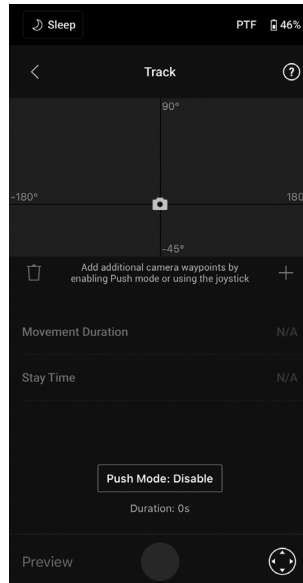 Sleep
PTF 46%
Track
?
90°
-180°
180
-45°
Add additional camera waypoints by
enabling Push mode or using the joystick
Movement Duration N/A
Stay Time N/A
Push Mode: Disable
Duration: 0s
Preview